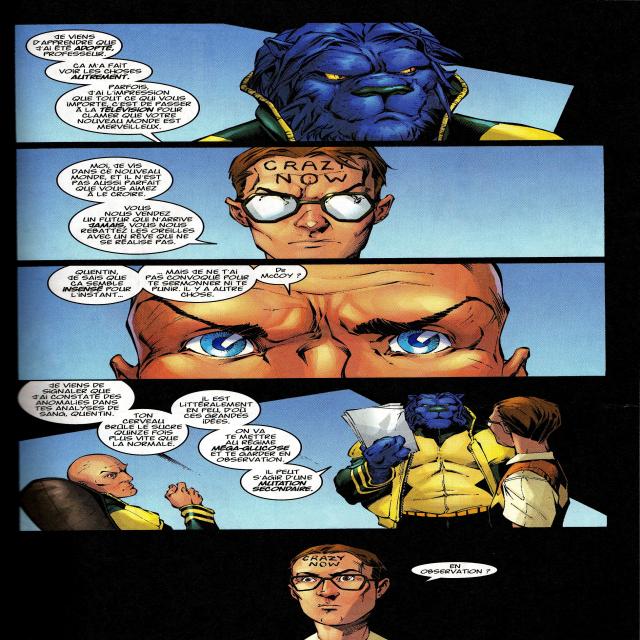 JE VIENS
D'APPRENDRE QUE
J'AI ÉTÉ ADOPTÉ,
PROFESSEUR.
ÇA M'A FAIT
VOIR LES CHOSES
AUTREMENT.
PARFOIS,
J'AI L'IMPRESSION
QUE TOUT CE QUI VOUS
IMPORTE, C'EST DE PASSER
À LA TÉLÉVISION POUR
CLAMER QUE VOTRE
NOUVEAU MONDE EST
MERVEILLEUX.
MOI, JE VIS
DANS CE NOUVEAU
MONDE, ET IL N'EST
PAS AUSSI PARFAIT
QUE VOUS AIMEZ
À LE CROIRE.
VOUS
NOUS VENDEZ
UN FUTUR QUI N'ARRIVE
JAMAIS, VOUS NOUS
REBATTEZ LES OREILLES
AVEC UN RÊVE QUI NE
SE RÉALISE PAS.
CRAZY
NOW
QUENTIN,
JE SAIS QUE
ÇA SEMBLE
INSENSÉ POUR
L'INSTANT...
... MAIS JE NE T'AI
PAS CONVOQUÉ POUR
TE SERMONNER NI TE
PUNIR. IL Y A AUTRE
CHOSE.
Dr
McCOY ?
JE VIENS DE
SIGNALER QUE
J'AI CONSTATÉ DES
ANOMALIES DANS
TES ANALYSES DE
SANG, QUENTIN.
TON
CERVEAU
BRÛLE LE SUCRE
QUINZE FOIS
PLUS VITE QUE
LA NORMALE.
IL EST
LITTÉRALEMENT
EN FEU, D'OÙ
CES GRANDES
IDÉES.
ON VA
TE METTRE
AU RÉGIME
MÉGA-GLUCOSE
ET TE GARDER EN
OBSERVATION.
IL PEUT
S'AGIR D'UNE
MUTATION
SECONDAIRE.
CRAZY
NOW
EN
OBSERVATION ?